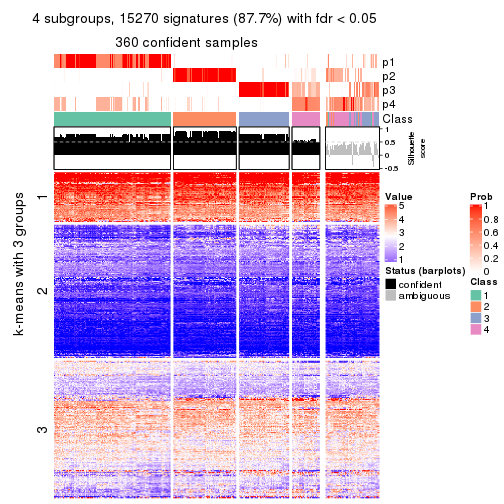 4 subgroups, 15270 signatures (87.7%) with fdr < 0.05
360 confident samples
p1
p2
p3
p4
Class
1
0.5
0
-0.5
Silhouette
score
k-means with 3 groups
1
2
3
Value
5
4
3
2
1
Status (barplots)
confident
ambiguous
Prob
1
0.8
0.6
0.4
0.2
0
Class
1
2
3
4